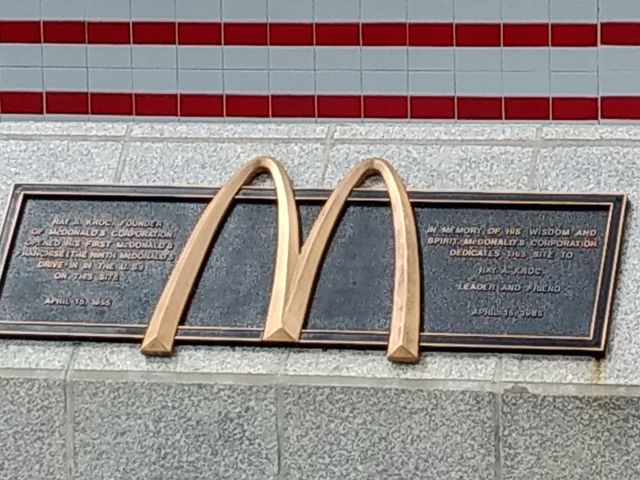 RAY A. KROC, FOUNDER
OF McDONALD'S CORPORATION
OPENED HIS FIRST McDONALD'S
FRANCHISE (THE NINTH McDONALD'S
DRIVE-IN IN THE U.S.)
ON THIS SITE
APRIL 15, 1955
IN MEMORY OF HIS WISDOM AND
SPIRIT, McDONALD'S CORPORATION
DEDICATES THIS SITE TO
RAY A. KROC
LEADER AND FRIEND
APRIL 15, 1985